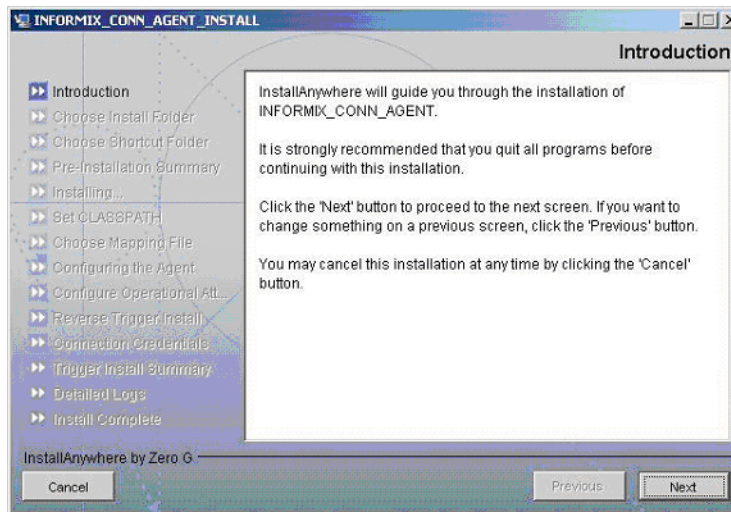 INFORMIX_CONN_AGENT_INSTALL
Introduction
Introduction
Choose Install Folder
Choose Shortcut Folder
Pre-Installation Summary
Installing...
Set CLASSPATH
Choose Mapping File
Configuring the Agent
Configure Operational Att...
Reverse Trigger Install
Connection Credentials
Trigger Install Summary
Detailed Logs
Install Complete
InstallAnywhere will guide you through the installation of
INFORMIX_CONN_AGENT.
It is strongly recommended that you quit all programs before
continuing with this installation.
Click the 'Next' button to proceed to the next screen. If you want to
change something on a previous screen, click the 'Previous' button.
You may cancel this installation at any time by clicking the 'Cancel'
button.
InstallAnywhere by Zero G
Cancel
Previous
Next